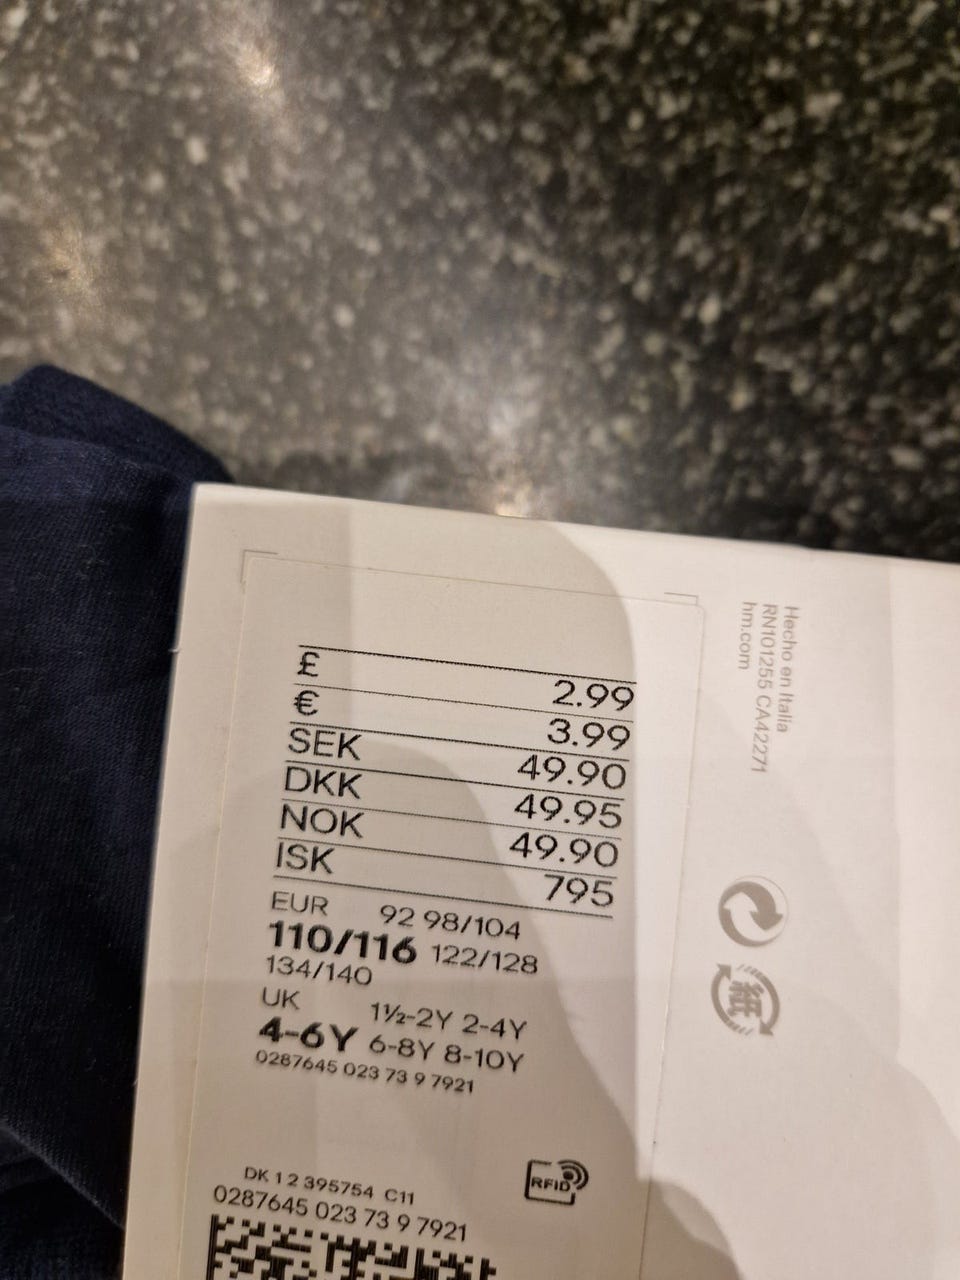 £ 2.99
€ 3.99
SEK 49.90
DKK 49.95
NOK 49.90
ISK 795
EUR 92 98/104
110/116 122/128
134/140
UK 1½-2Y 2-4Y
4-6Y 6-8Y 8-10Y
0287645 023 73 9 7921
DK 1 2 395754 C11
0287645 023 73 9 7921
RFID
Hecho en Italia
RN101255 CA42271
hm.com
紙